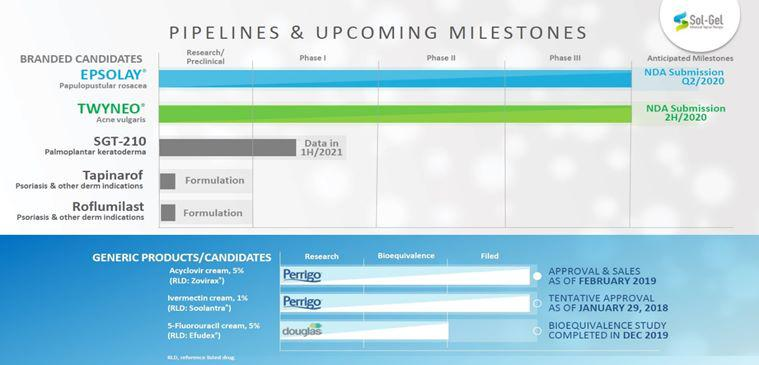 PIPELINES & UPCOMING MILESTONES
Sol-Gel
Advanced Topical Therapy
BRANDED CANDIDATES
Research/
Preclinical
Phase I
Phase II
Phase III
Anticipated Milestones
EPSOLAY®
Papulopustular rosacea
NDA Submission
Q2/2020
TWYNEO®
Acne vulgaris
NDA Submission
2H/2020
SGT-210
Palmoplantar keratoderma
Data in
1H/2021
Tapinarof
Psoriasis & other derm indications
Formulation
Roflumilast
Psoriasis & other derm indications
Formulation
GENERIC PRODUCTS/CANDIDATES
Research
Bioequivalence
Filed
Acyclovir cream, 5%
(RLD: Zovirax®)
Perrigo
APPROVAL & SALES
AS OF FEBRUARY 2019
Ivermectin cream, 1%
(RLD: Soolantra®)
Perrigo
TENTATIVE APPROVAL
AS OF JANUARY 29, 2018
5-Fluorouracil cream, 5%
(RLD: Efudex®)
douglas
BIOEQUIVALENCE STUDY
COMPLETED IN DEC 2019
RLD, reference listed drug.